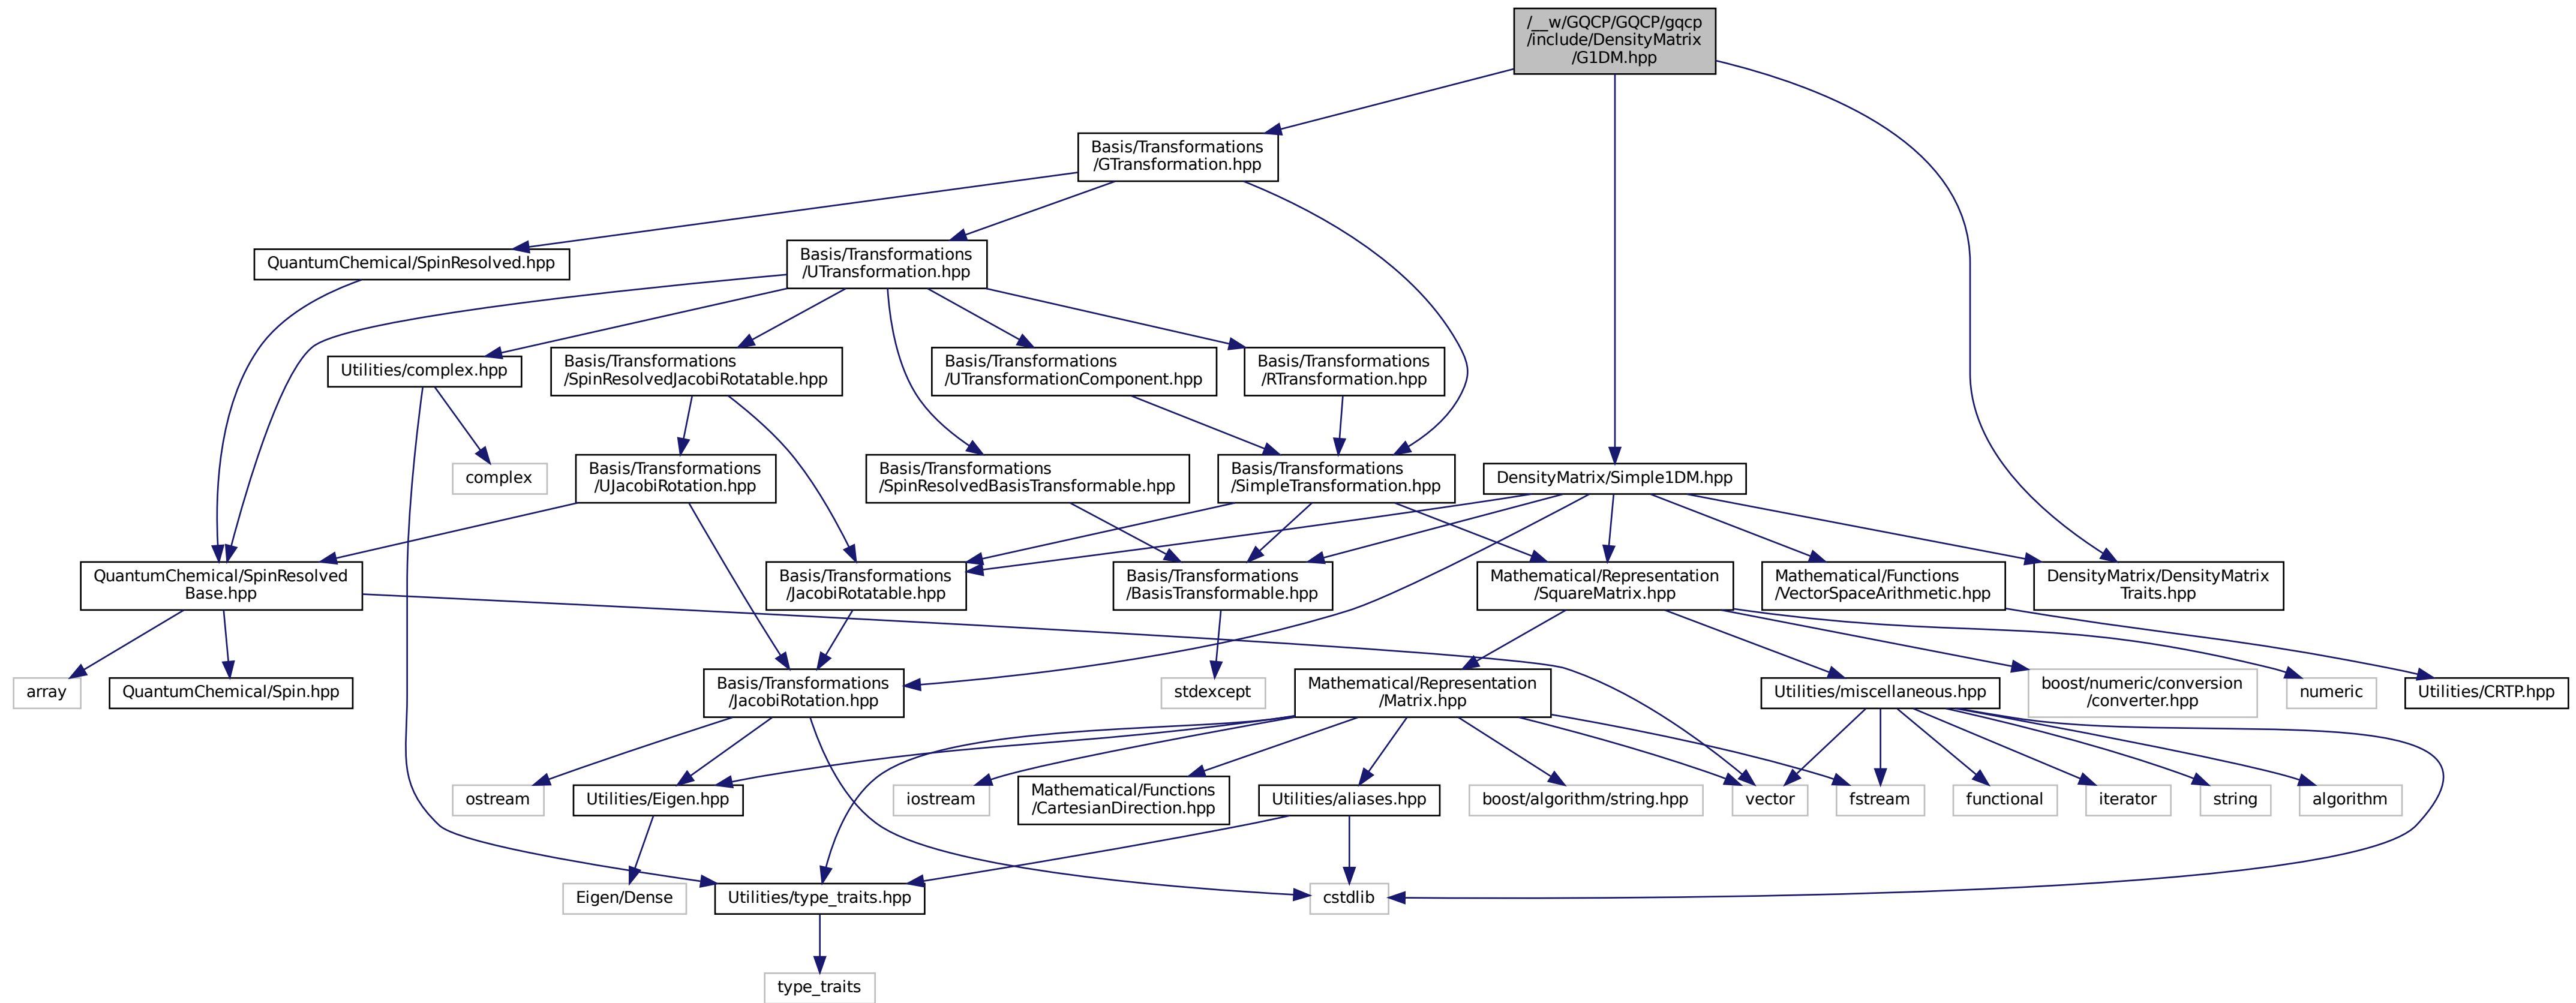 /__w/GQCP/GQCP/gqcp
/include/DensityMatrix
/G1DM.hpp
Basis/Transformations
/GTransformation.hpp
QuantumChemical/SpinResolved.hpp
Basis/Transformations
/UTransformation.hpp
Utilities/complex.hpp
Basis/Transformations
/SpinResolvedJacobiRotatable.hpp
Basis/Transformations
/UTransformationComponent.hpp
Basis/Transformations
/RTransformation.hpp
complex
Basis/Transformations
/UJacobiRotation.hpp
Basis/Transformations
/SpinResolvedBasisTransformable.hpp
Basis/Transformations
/SimpleTransformation.hpp
DensityMatrix/Simple1DM.hpp
QuantumChemical/SpinResolved
Base.hpp
Basis/Transformations
/JacobiRotatable.hpp
Basis/Transformations
/BasisTransformable.hpp
Mathematical/Representation
/SquareMatrix.hpp
Mathematical/Functions
/VectorSpaceArithmetic.hpp
DensityMatrix/DensityMatrix
Traits.hpp
array
QuantumChemical/Spin.hpp
Basis/Transformations
/JacobiRotation.hpp
stdexcept
Mathematical/Representation
/Matrix.hpp
Utilities/miscellaneous.hpp
boost/numeric/conversion
/converter.hpp
numeric
Utilities/CRTP.hpp
ostream
Utilities/Eigen.hpp
iostream
Mathematical/Functions
/CartesianDirection.hpp
Utilities/aliases.hpp
boost/algorithm/string.hpp
vector
fstream
functional
iterator
string
algorithm
Eigen/Dense
Utilities/type_traits.hpp
cstdlib
type_traits